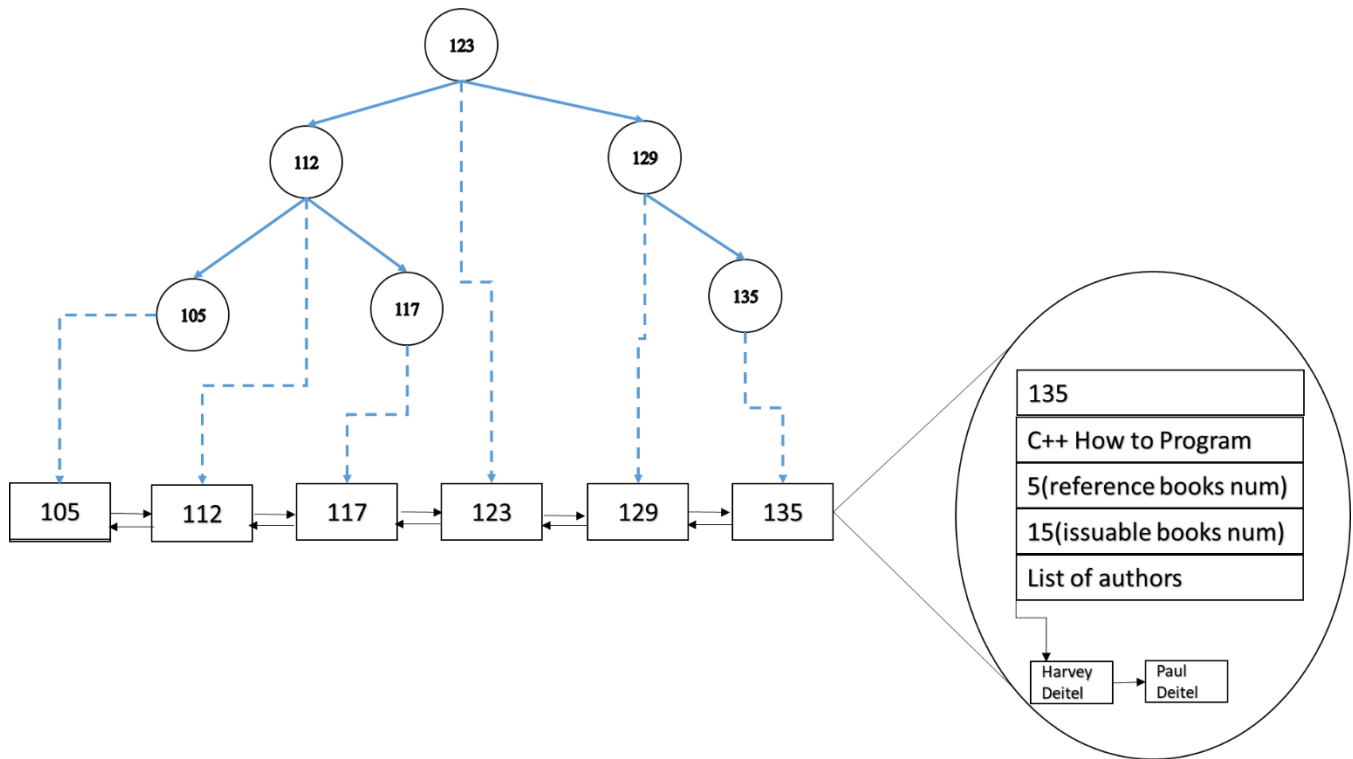 123
112
129
105
117
135
105
112
117
123
129
135
135
C++ How to Program
5(reference books num)
15(issuable books num)
List of authors
Harvey
Deitel
Paul
Deitel